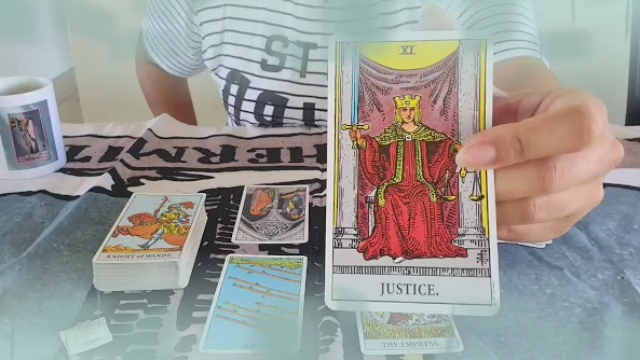 ST
XI
HERMIT
KNIGHT of WANDS.
JUSTICE.
THE EMPRESS.